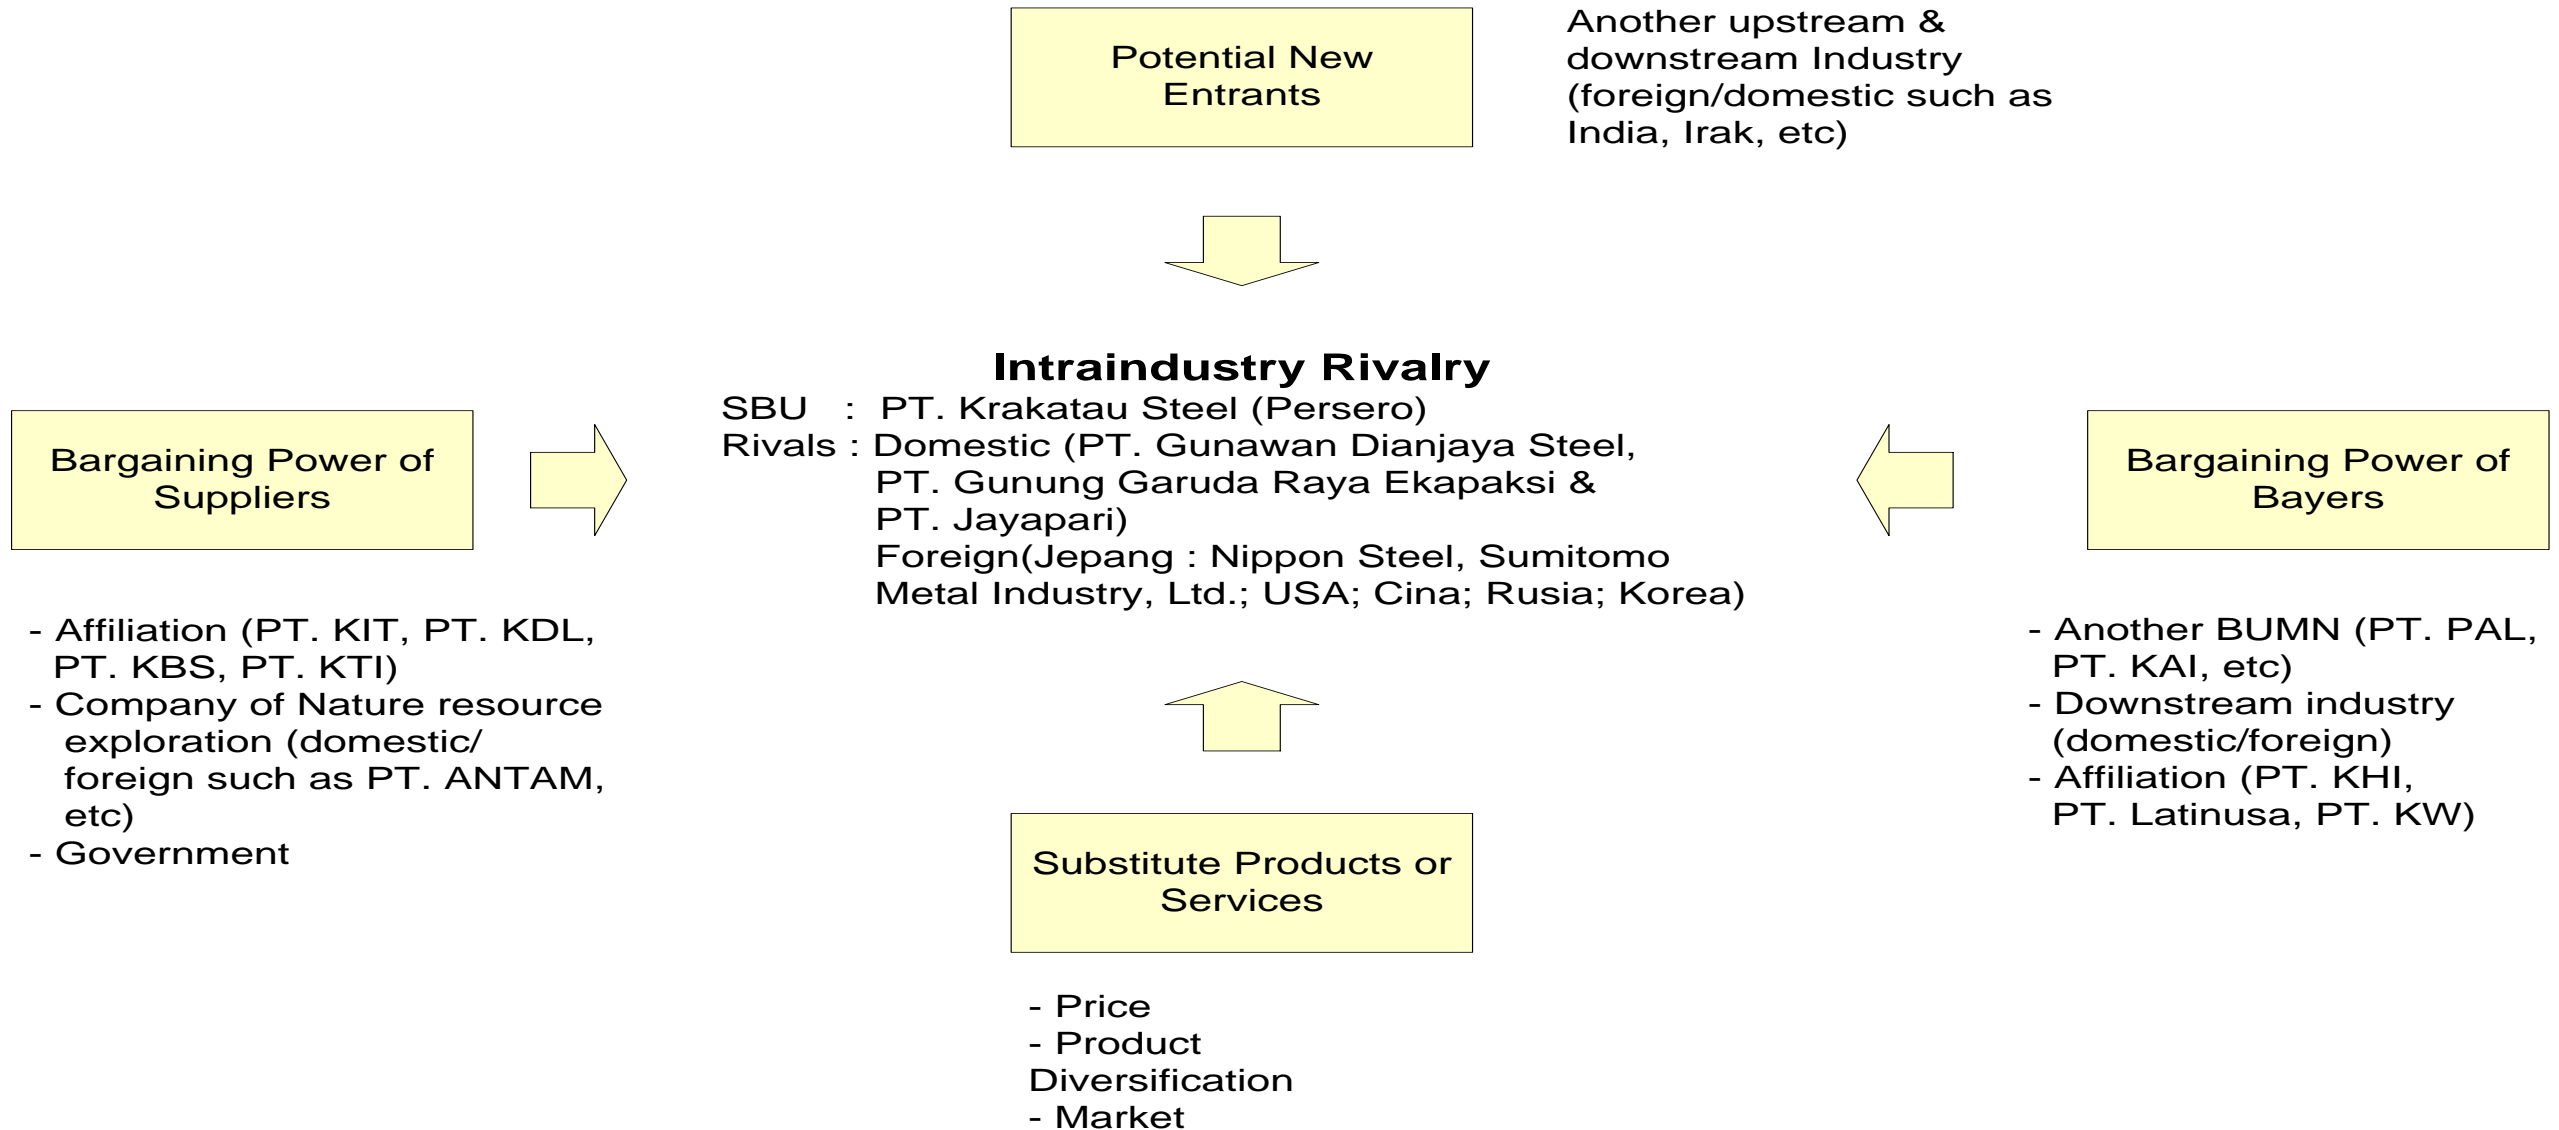 Potential New
Entrants
Another upstream &
downstream Industry
(foreign/domestic such as
India, Irak, etc)
Intraindustry Rivalry
SBU : PT. Krakatau Steel (Persero)
Rivals : Domestic (PT. Gunawan Dianjaya Steel,
PT. Gunung Garuda Raya Ekapaksi &
PT. Jayapari)
Foreign(Jepang : Nippon Steel, Sumitomo
Metal Industry, Ltd.; USA; Cina; Rusia; Korea)
Bargaining Power of
Suppliers
- Affiliation (PT. KIT, PT. KDL,
PT. KBS, PT. KTI)
- Company of Nature resource
exploration (domestic/
foreign such as PT. ANTAM,
etc)
- Government
Bargaining Power of
Bayers
- Another BUMN (PT. PAL,
PT. KAI, etc)
- Downstream industry
(domestic/foreign)
- Affiliation (PT. KHI,
PT. Latinusa, PT. KW)
Substitute Products or
Services
- Price
- Product
Diversification
- Market